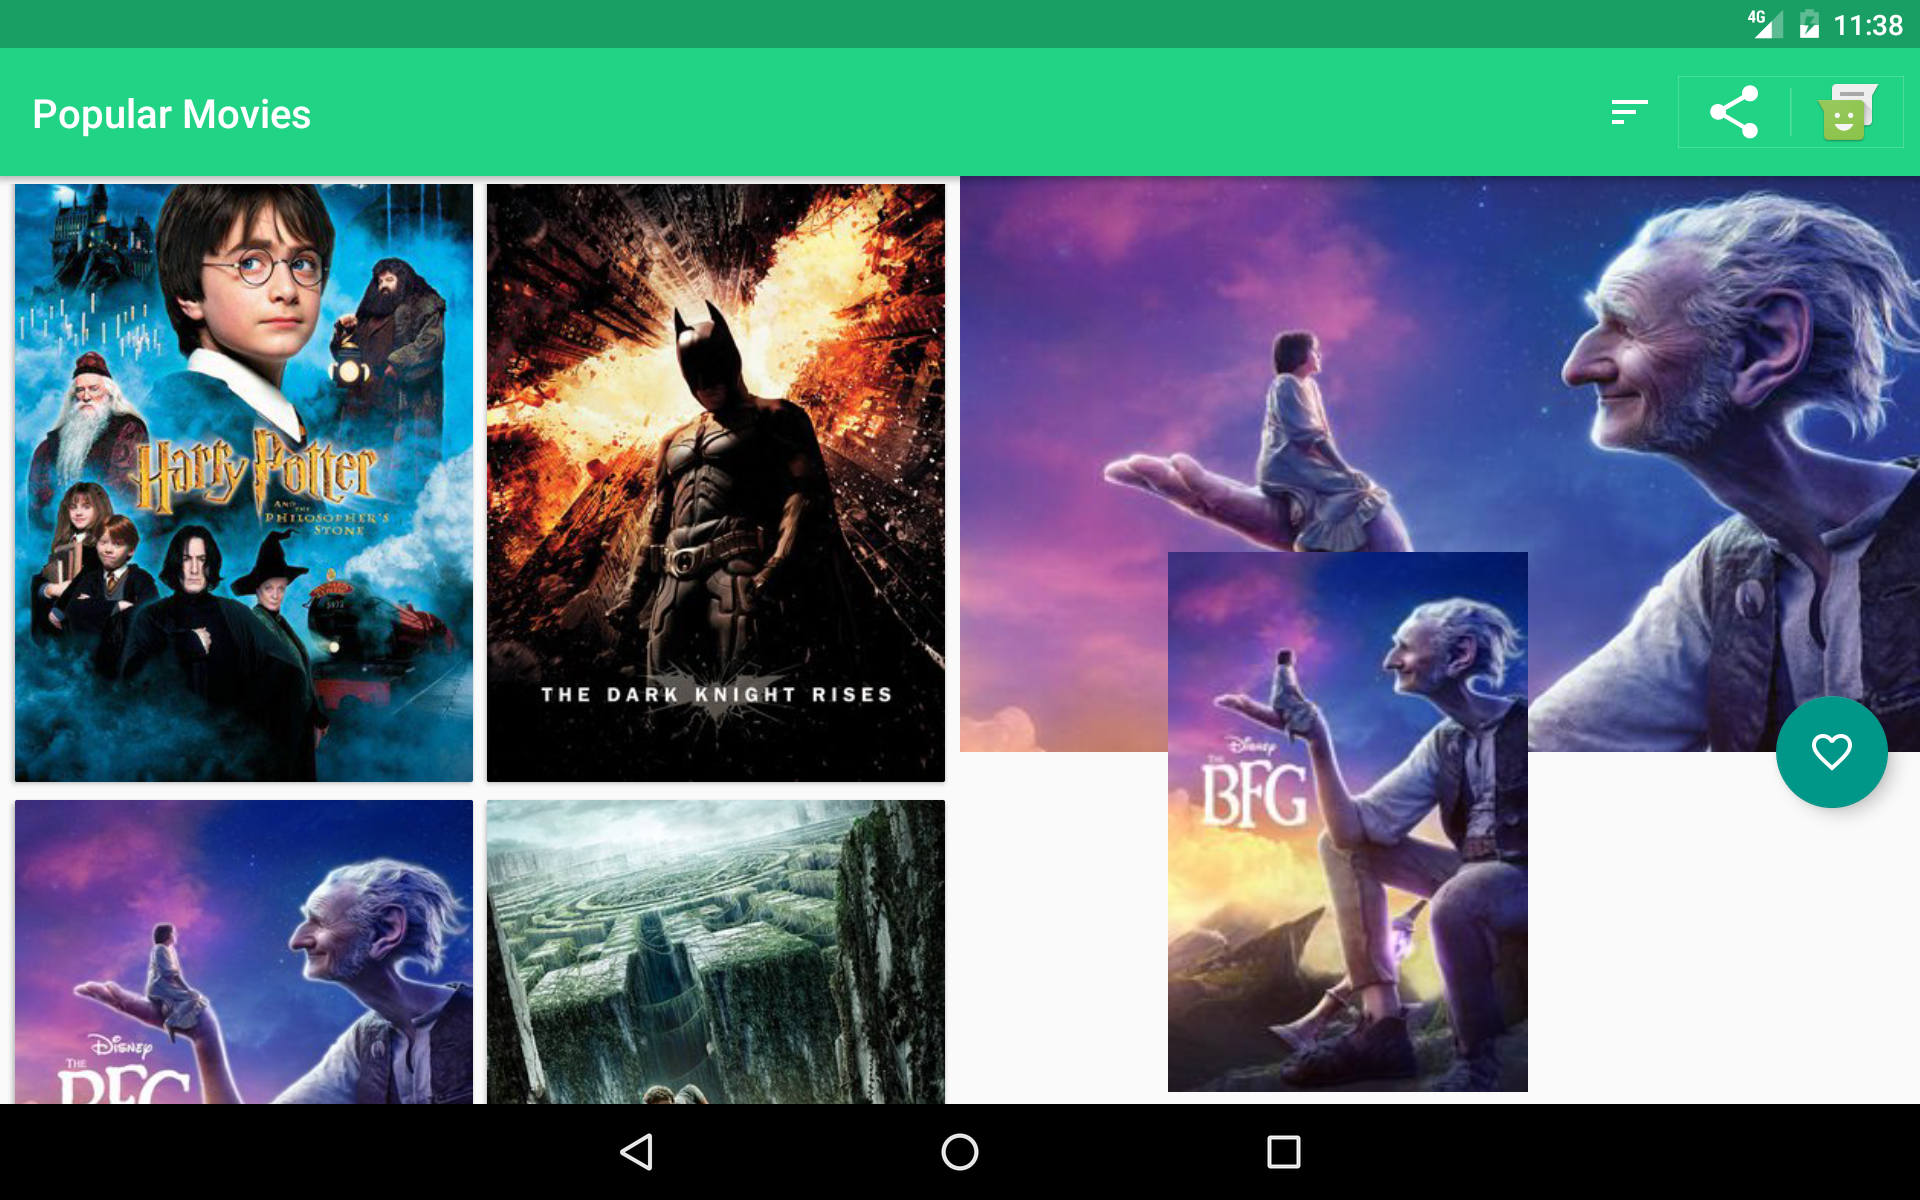 4G 11:38
Popular Movies
Harry Potter
AND THE
PHILOSOPHER'S
STONE
5972
THE DARK KNIGHT RISES
Disney
THE
BFG
Disney
THE
BFG